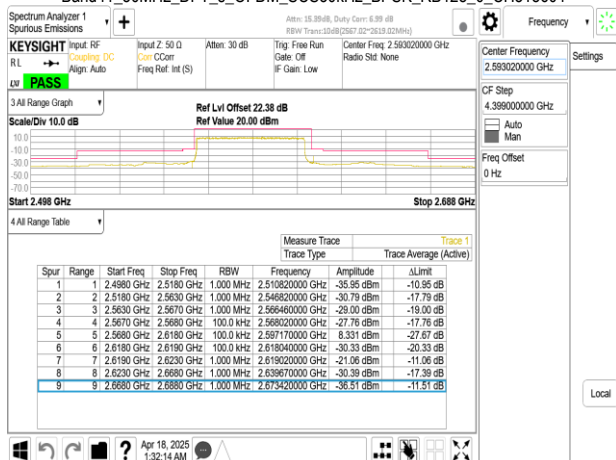 Spectrum Analyzer 1
Spurious Emissions
Attn: 15.39dB, Duty Corr: 6.99 dB
RBW Trans:10dB(2567.02~2619.02MHz)
Frequency
KEYSIGHT
Input: RF
Input Z: 50 Ω
Atten: 30 dB
Trig: Free Run
Center Freq: 2.593020000 GHz
RL
Coupling: DC
Corr CCorr
Gate: Off
Radio Std: None
Align: Auto
Freq Ref: Int (S)
IF Gain: Low
LXI PASS
Center Frequency
2.593020000 GHz
Settings
CF Step
4.399000000 GHz
Auto
Man
Freq Offset
0 Hz
3 All Range Graph
Ref Lvl Offset 22.38 dB
Scale/Div 10.0 dB
Ref Value 20.00 dBm
10.0
-10.0
-30.0
-50.0
-70.0
Start 2.498 GHz
Stop 2.688 GHz
4 All Range Table
Measure Trace Trace 1
Trace Type Trace Average (Active)
Spur Range Start Freq Stop Freq RBW Frequency Amplitude ΔLimit
1 1 2.4980 GHz 2.5180 GHz 1.000 MHz 2.510820000 GHz -35.95 dBm -10.95 dB
2 2 2.5180 GHz 2.5630 GHz 1.000 MHz 2.546820000 GHz -30.79 dBm -17.79 dB
3 3 2.5630 GHz 2.5670 GHz 1.000 MHz 2.566460000 GHz -29.00 dBm -19.00 dB
4 4 2.5670 GHz 2.5680 GHz 100.0 kHz 2.568020000 GHz -27.76 dBm -17.76 dB
5 5 2.5680 GHz 2.6180 GHz 100.0 kHz 2.597170000 GHz 8.331 dBm -27.67 dB
6 6 2.6180 GHz 2.6190 GHz 100.0 kHz 2.618040000 GHz -30.33 dBm -20.33 dB
7 7 2.6190 GHz 2.6230 GHz 1.000 MHz 2.619020000 GHz -21.06 dBm -11.06 dB
8 8 2.6230 GHz 2.6680 GHz 1.000 MHz 2.639670000 GHz -30.39 dBm -17.39 dB
9 9 2.6680 GHz 2.6880 GHz 1.000 MHz 2.673420000 GHz -36.51 dBm -11.51 dB
Local
Apr 18, 2025
1:32:14 AM